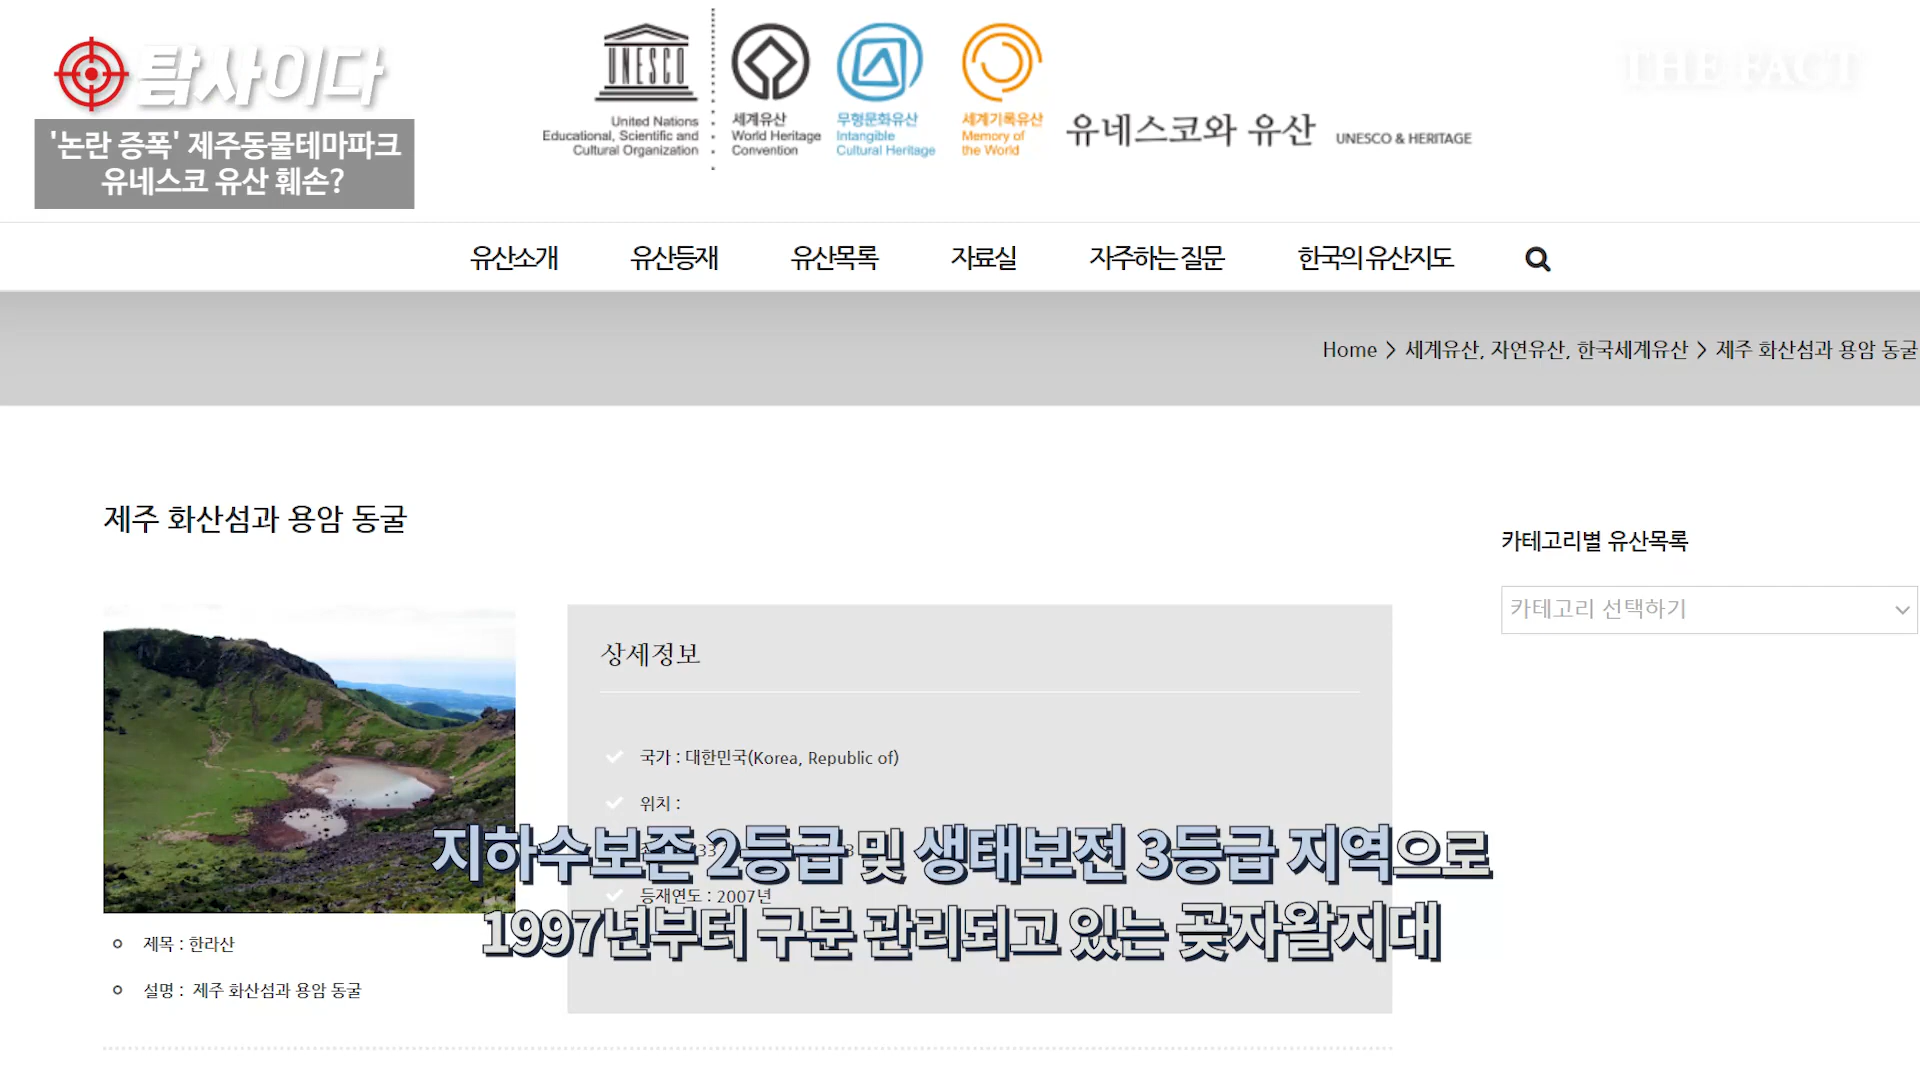 탐사이다
THE FACT
'논란 증폭' 제주동물테마파크
유네스코 유산 훼손?
UNESCO
United Nations
Educational, Scientific and
Cultural Organization
세계유산
World Heritage
Convention
무형문화유산
Intangible
Cultural Heritage
세계기록유산
Memory of
the World
유네스코와 유산 UNESCO & HERITAGE
유산소개 유산등재 유산목록 자료실 자주하는 질문 한국의 유산지도
Home > 세계유산, 자연유산, 한국세계유산 > 제주 화산섬과 용암 동굴
제주 화산섬과 용암 동굴
카테고리별 유산목록
카테고리 선택하기
상세정보
국가 : 대한민국(Korea, Republic of)
위치 :
지하수보존 2등급 및 생태보전 3등급 지역으로
등재연도 : 2007년
1997년부터 구분 관리되고 있는 곶자왈지대
제목 : 한라산
설명 : 제주 화산섬과 용암 동굴